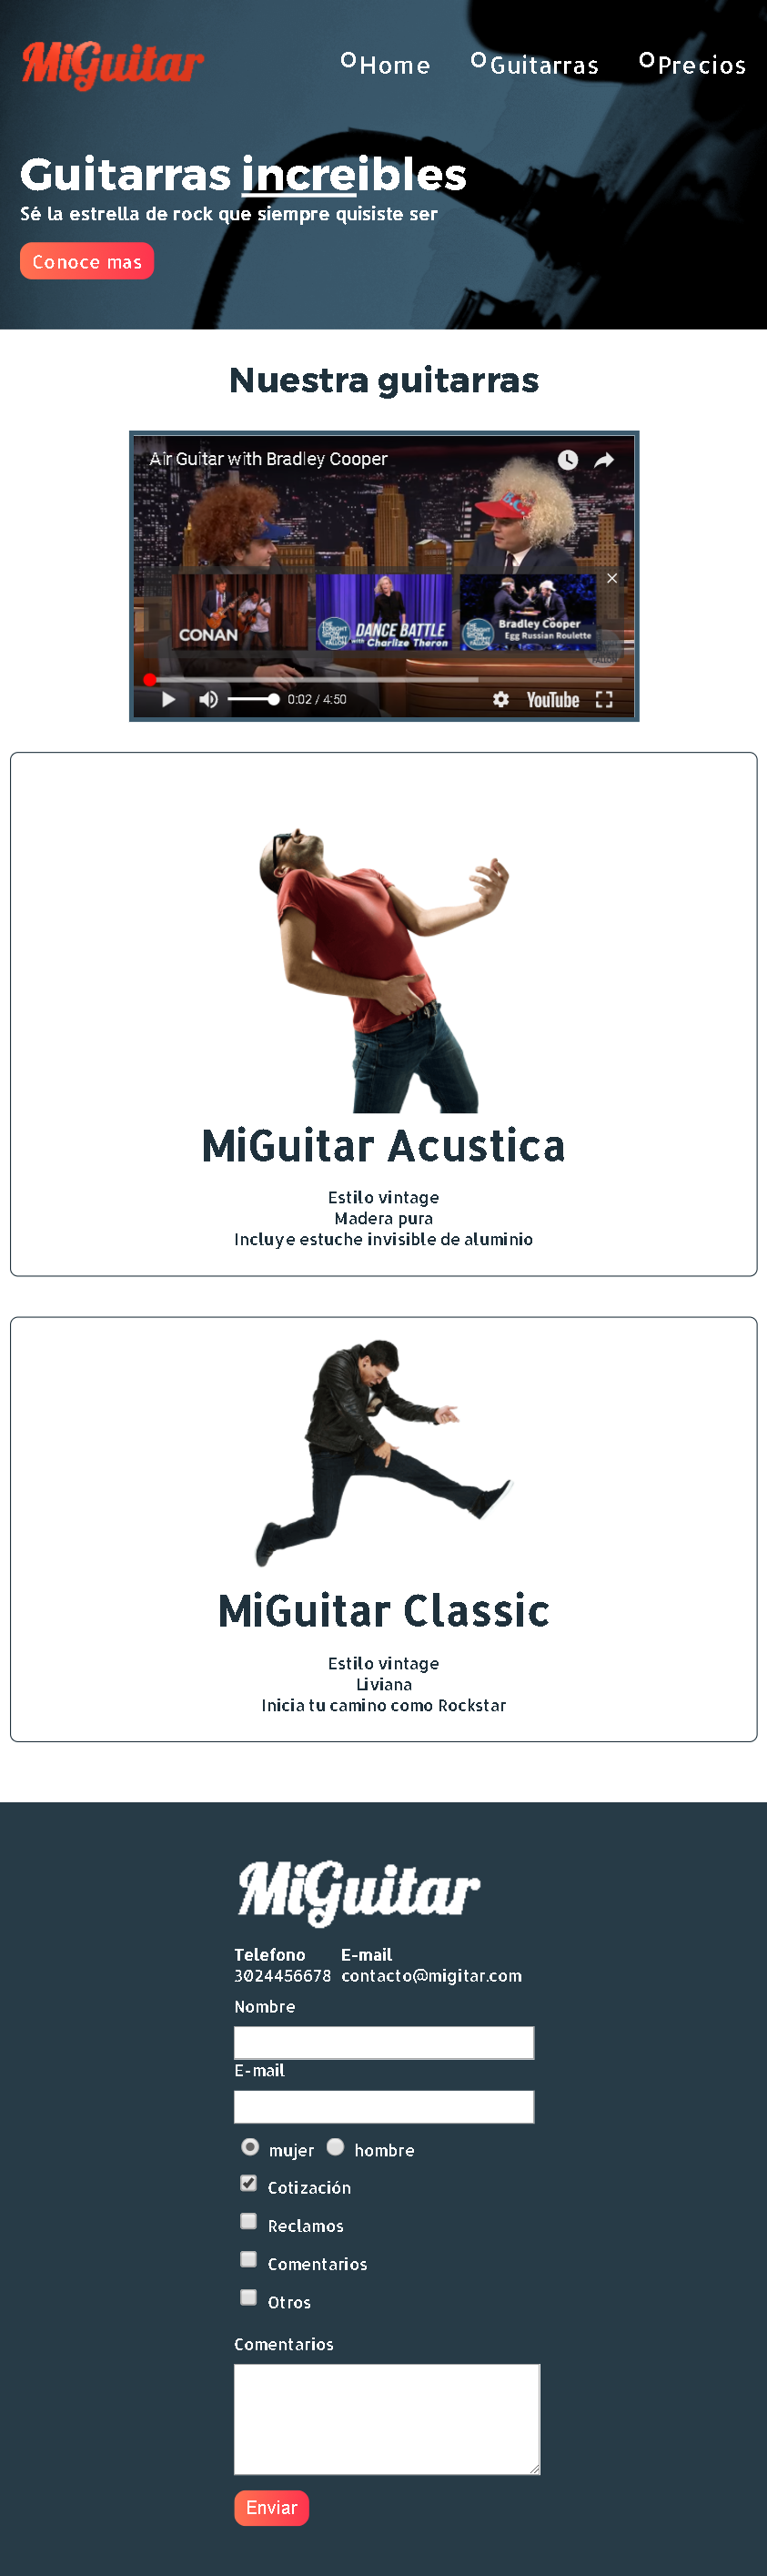 MiGuitar
Home
Guitarras
Precios
Guitarras increibles
Sé la estrella de rock que siempre quisiste ser
Conoce mas
Nuestra guitarras
Air Guitar with Bradley Cooper
CONAN
DANCE BATTLE
with Charlize Theron
Bradley Cooper
Egg Russian Roulette
0:02 / 4:50
YouTube
MiGuitar Acustica
Estilo vintage
Madera pura
Incluye estuche invisible de aluminio
MiGuitar Classic
Estilo vintage
Liviana
Inicia tu camino como Rockstar
MiGuitar
Telefono E-mail
3024456678 contacto@migitar.com
Nombre
E-mail
mujer hombre
Cotización
Reclamos
Comentarios
Otros
Comentarios
Enviar